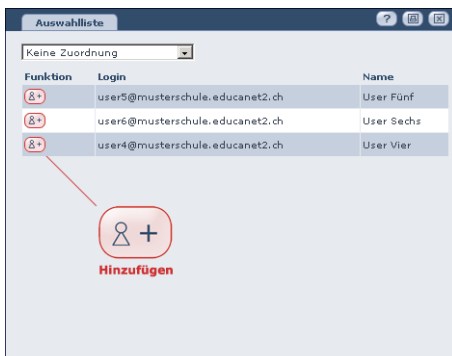 Auswahlliste ?
Keine Zuordnung
Funktion Login Name
user5@musterschule.educanet2.ch User Fünf
user6@musterschule.educanet2.ch User Sechs
user4@musterschule.educanet2.ch User Vier
Hinzufügen